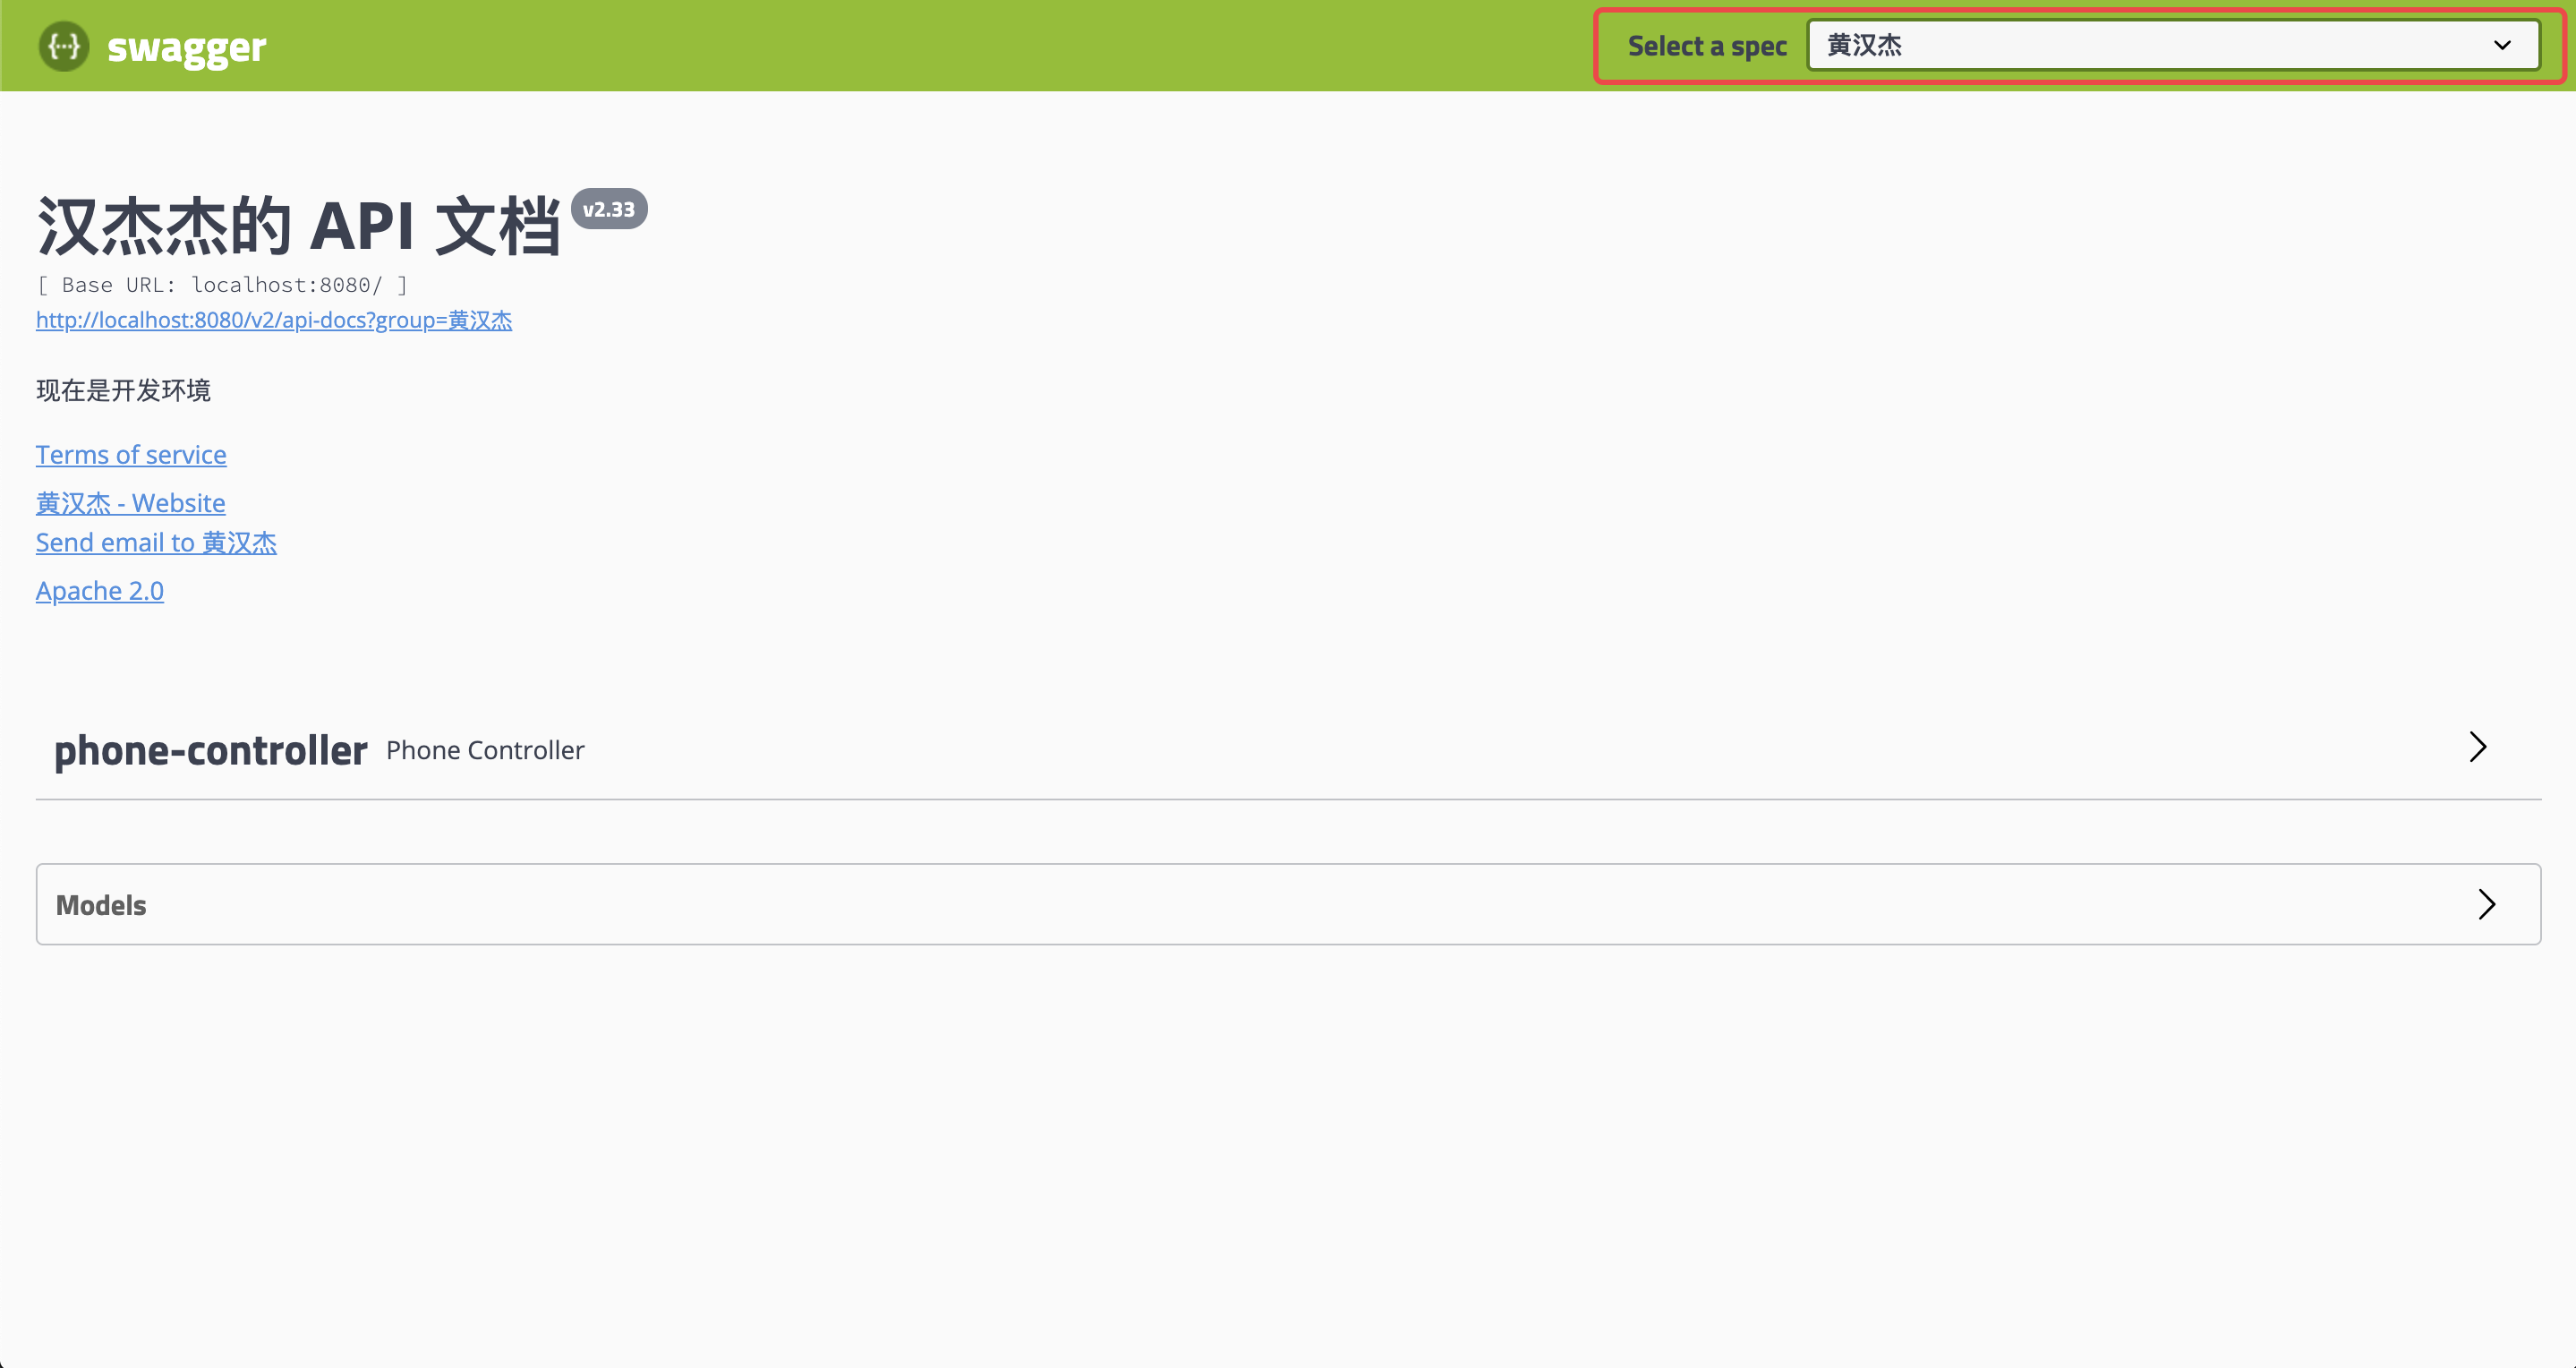 swagger
Select a spec 黄汉杰
汉杰杰的 API 文档 v2.33
[ Base URL: localhost:8080/ ]
http://localhost:8080/v2/api-docs?group=黄汉杰
现在是开发环境
Terms of service
黄汉杰 - Website
Send email to 黄汉杰
Apache 2.0
phone-controller Phone Controller
Models